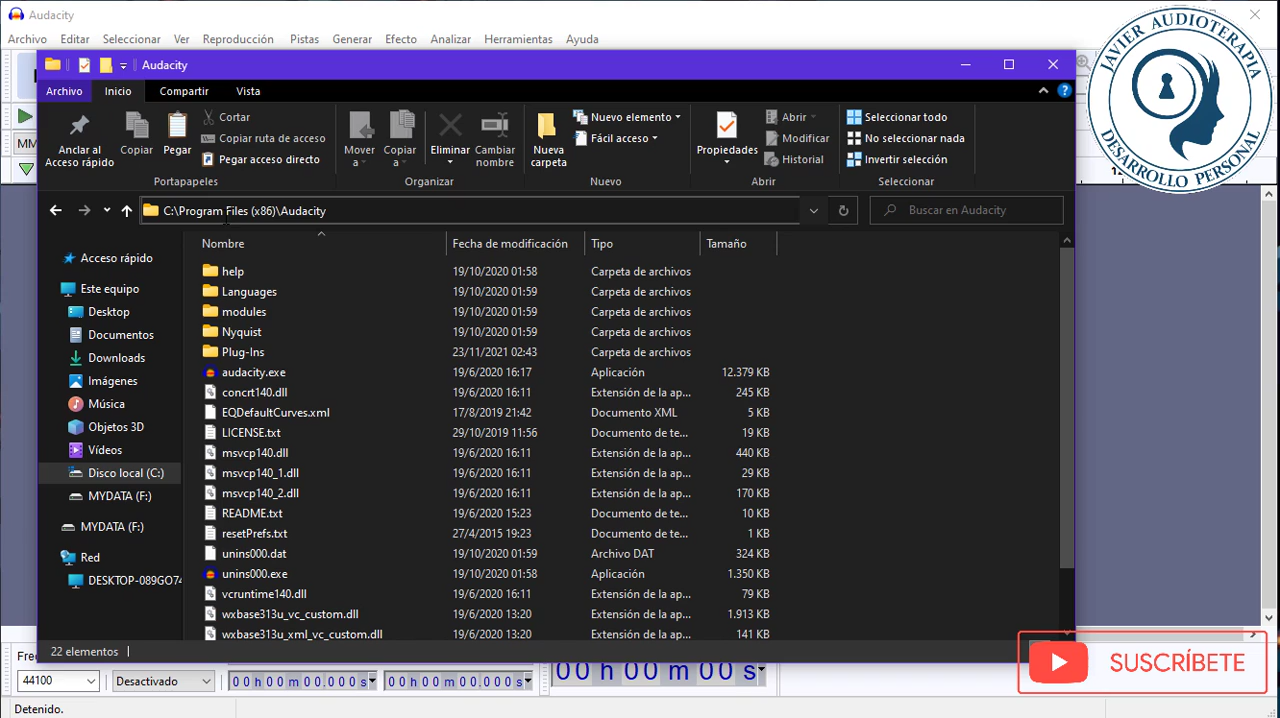 Audacity
Archivo Editar Seleccionar Ver Reproducción Pistas Generar Efecto Analizar Herramientas Ayuda
JAVIER AUDIOTERAPIA
DESARROLLO PERSONAL
Audacity
Archivo Inicio Compartir Vista
Anclar al Acceso rápido
Copiar
Pegar
Cortar
Copiar ruta de acceso
Pegar acceso directo
Portapapeles
Mover a
Copiar a
Eliminar
Cambiar nombre
Organizar
Nueva carpeta
Nuevo elemento
Fácil acceso
Nuevo
Propiedades
Abrir
Modificar
Historial
Abrir
Seleccionar todo
No seleccionar nada
Invertir selección
Seleccionar
MM
C:\Program Files (x86)\Audacity
Buscar en Audacity
Acceso rápido
Este equipo
Desktop
Documentos
Downloads
Imágenes
Música
Objetos 3D
Vídeos
Disco local (C:)
MYDATA (F:)
MYDATA (F:)
Red
DESKTOP-089GO74
Nombre Fecha de modificación Tipo Tamaño
help 19/10/2020 01:58 Carpeta de archivos
Languages 19/10/2020 01:59 Carpeta de archivos
modules 19/10/2020 01:59 Carpeta de archivos
Nyquist 19/10/2020 01:59 Carpeta de archivos
Plug-Ins 23/11/2021 02:43 Carpeta de archivos
audacity.exe 19/6/2020 16:17 Aplicación 12.379 KB
concrt140.dll 19/6/2020 16:11 Extensión de la ap... 245 KB
EQDefaultCurves.xml 17/8/2019 21:42 Documento XML 5 KB
LICENSE.txt 29/10/2019 11:56 Documento de te... 19 KB
msvcp140.dll 19/6/2020 16:11 Extensión de la ap... 440 KB
msvcp140_1.dll 19/6/2020 16:11 Extensión de la ap... 29 KB
msvcp140_2.dll 19/6/2020 16:11 Extensión de la ap... 170 KB
README.txt 19/6/2020 15:23 Documento de te... 10 KB
resetPrefs.txt 27/4/2015 19:23 Documento de te... 1 KB
unins000.dat 19/10/2020 01:59 Archivo DAT 324 KB
unins000.exe 19/10/2020 01:58 Aplicación 1.350 KB
vcruntime140.dll 19/6/2020 16:11 Extensión de la ap... 79 KB
wxbase313u_vc_custom.dll 19/6/2020 13:20 Extensión de la ap... 1.913 KB
wxbase313u_xml_vc_custom.dll 19/6/2020 13:20 Extensión de la ap... 141 KB
22 elementos
SUSCRÍBETE
44100 Desactivado 00h00m00.000s 00h00m00.000s 00h00m00s
Detenido.